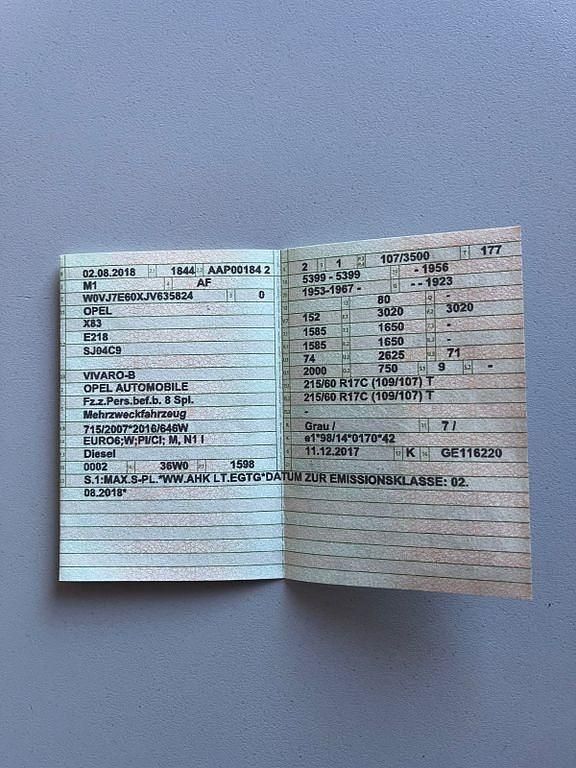 02.08.2018 1844 AAP00184 2
M1 AF
W0VJ7E60XJV635824 0
OPEL
X83
E218
SJ04C9
VIVARO-B
OPEL AUTOMOBILE
Fz.z.Pers.bef.b. 8 Spl.
Mehrzweckfahrzeug
715/2007*2016/646W
EURO6;W;PI/CI; M, N1 I
Diesel
0002 36W0 1598
S.1:MAX.S-PL.*WW.AHK LT.EGTG*DATUM ZUR EMISSIONSKLASSE: 02.
08.2018*
2 1 107/3500 177
5399 - 5399 - 1956
1953-1967 - - - 1923
80 -
152 3020 3020
1585 1650 -
1585 1650 -
74 2625 71
2000 750 9 -
215/60 R17C (109/107) T
215/60 R17C (109/107) T
-
Grau / 7 /
e1*98/14*0170*42
11.12.2017 K GE116220